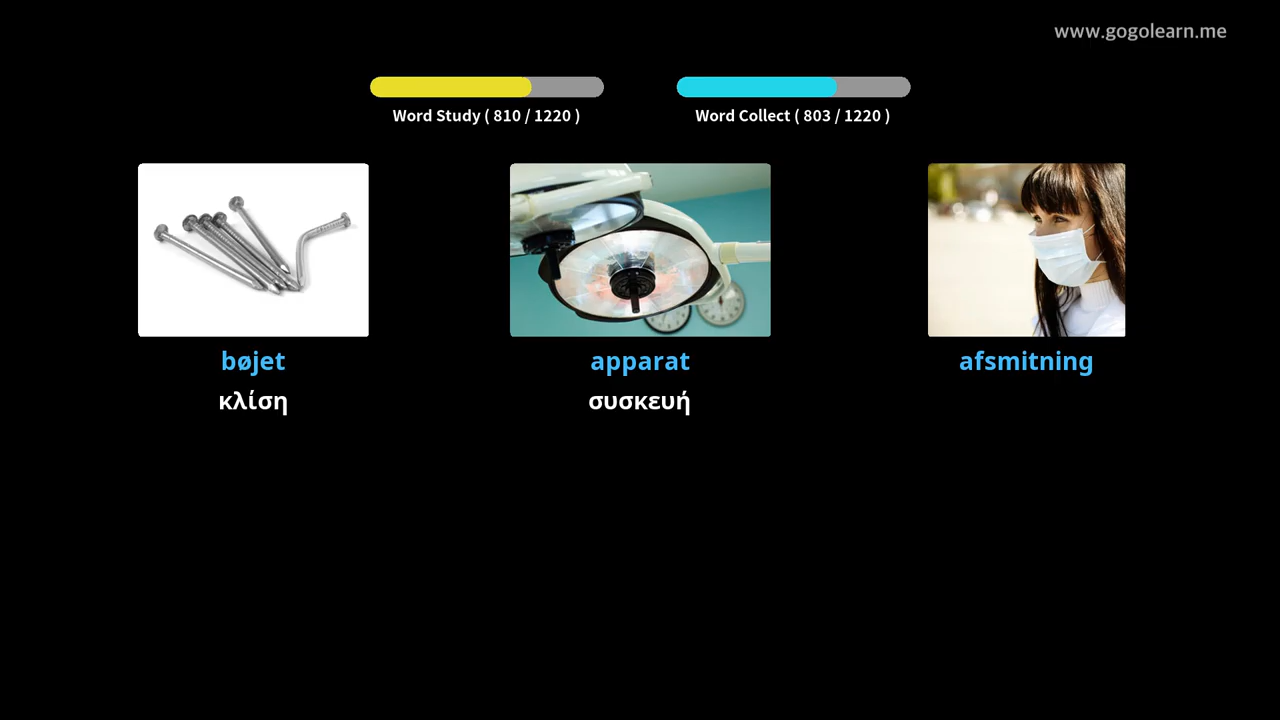 www.gogolearn.me
Word Study ( 810 / 1220 )
Word Collect ( 803 / 1220 )
bøjet
apparat
afsmitning
κλίση
συσκευή